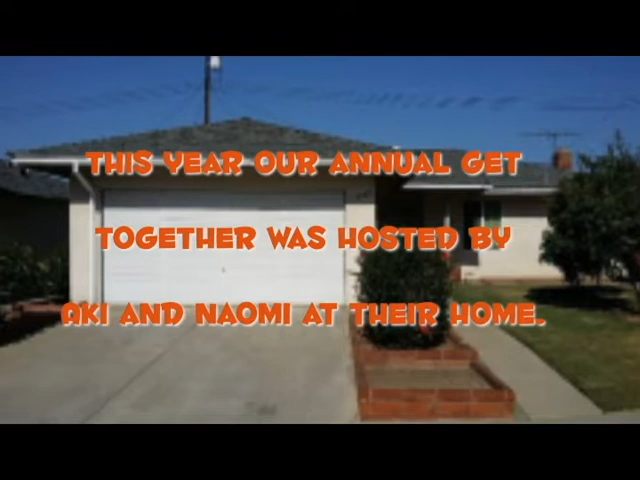 THIS YEAR OUR ANNUAL GET
TOGETHER WAS HOSTED BY
AKI AND NAOMI AT THEIR HOME.